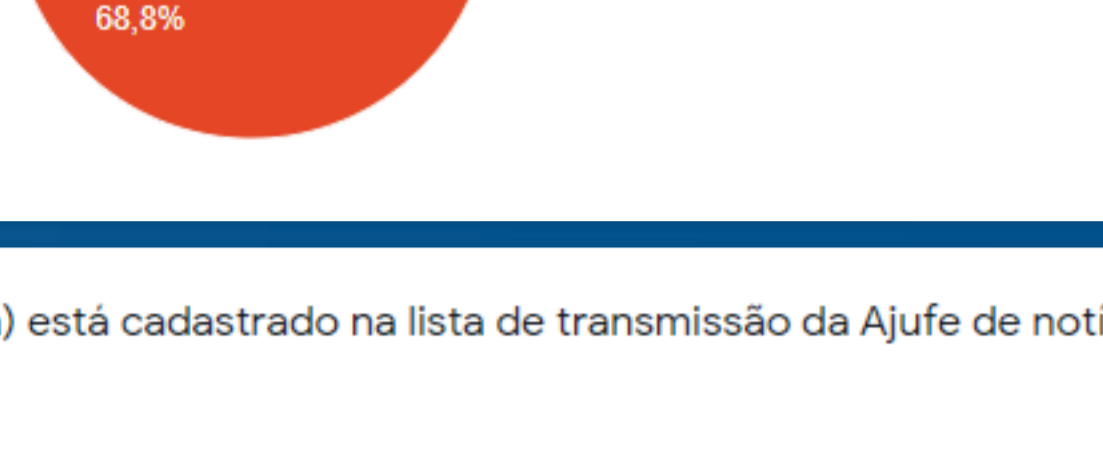 68,8%
) está cadastrado na lista de transmissão da Ajufe de noti